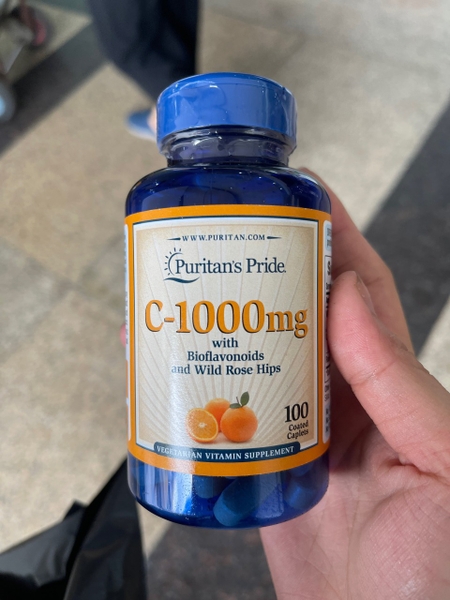 WWW.PURITAN.COM
Puritan's Pride.
C-1000mg
with
Bioflavonoids
and Wild Rose Hips
100
Coated
Caplets
VEGETARIAN VITAMIN SUPPLEMENT